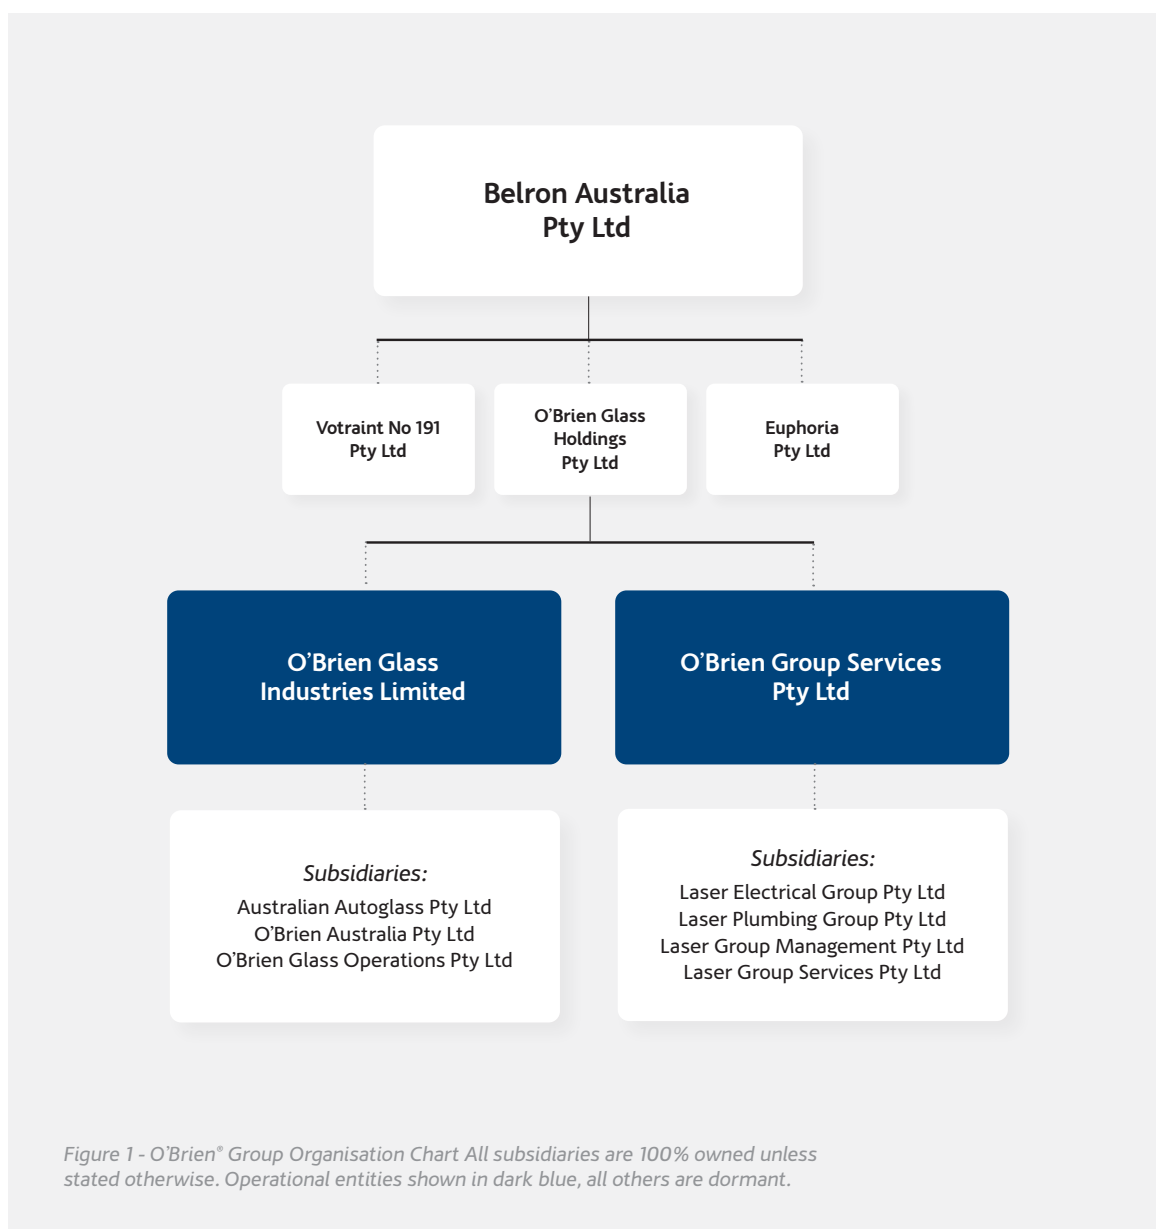 Belron Australia
Pty Ltd
Votraint No 191
Pty Ltd
O’Brien Glass
Holdings
Pty Ltd
Euphoria
Pty Ltd
O’Brien Glass
Industries Limited
O’Brien Group Services
Pty Ltd
Subsidiaries:
Australian Autoglass Pty Ltd
O’Brien Australia Pty Ltd
O’Brien Glass Operations Pty Ltd
Subsidiaries:
Laser Electrical Group Pty Ltd
Laser Plumbing Group Pty Ltd
Laser Group Management Pty Ltd
Laser Group Services Pty Ltd
Figure 1 - O’Brien® Group Organisation Chart All subsidiaries are 100% owned unless
stated otherwise. Operational entities shown in dark blue, all others are dormant.